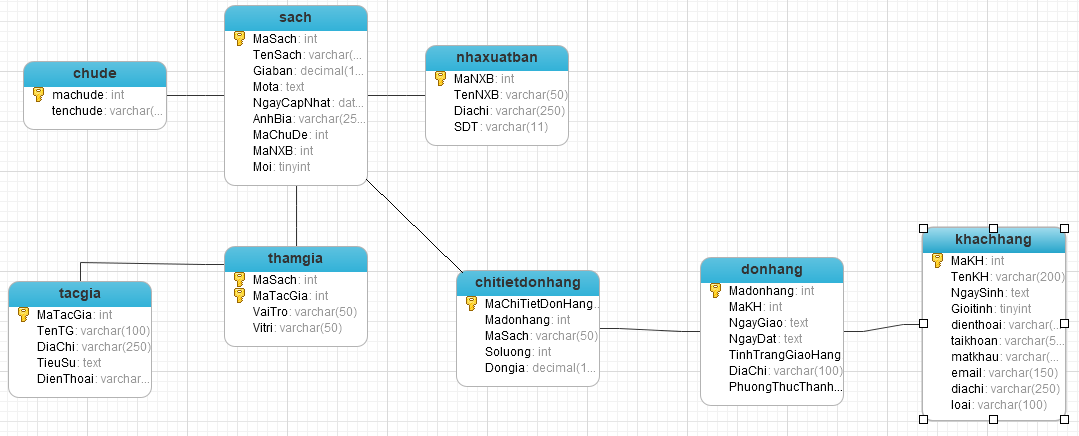 sach
MaSach: int
TenSach: varchar(...
Giaban: decimal(1...
Mota: text
NgayCapNhat: dat...
AnhBia: varchar(25...
MaChuDe: int
MaNXB: int
Moi: tinyint
chude
machude: int
tenchude: varchar(...
nhaxuatban
MaNXB: int
TenNXB: varchar(50)
Diachi: varchar(250)
SDT: varchar(11)
thamgia
MaSach: int
MaTacGia: int
VaiTro: varchar(50)
Vitri: varchar(50)
tacgia
MaTacGia: int
TenTG: varchar(100)
DiaChi: varchar(250)
TieuSu: text
DienThoai: varchar...
chitietdonhang
MaChiTietDonHang...
Madonhang: int
MaSach: varchar(50)
Soluong: int
Dongia: decimal(1...
donhang
Madonhang: int
MaKH: int
NgayGiao: text
NgayDat: text
TinhTrangGiaoHang
DiaChi: varchar(100)
PhuongThucThanh...
khachhang
MaKH: int
TenKH: varchar(200)
NgaySinh: text
Gioitinh: tinyint
dienthoai: varchar(...
taikhoan: varchar(5...
matkhau: varchar(...
email: varchar(150)
diachi: varchar(250)
loai: varchar(100)